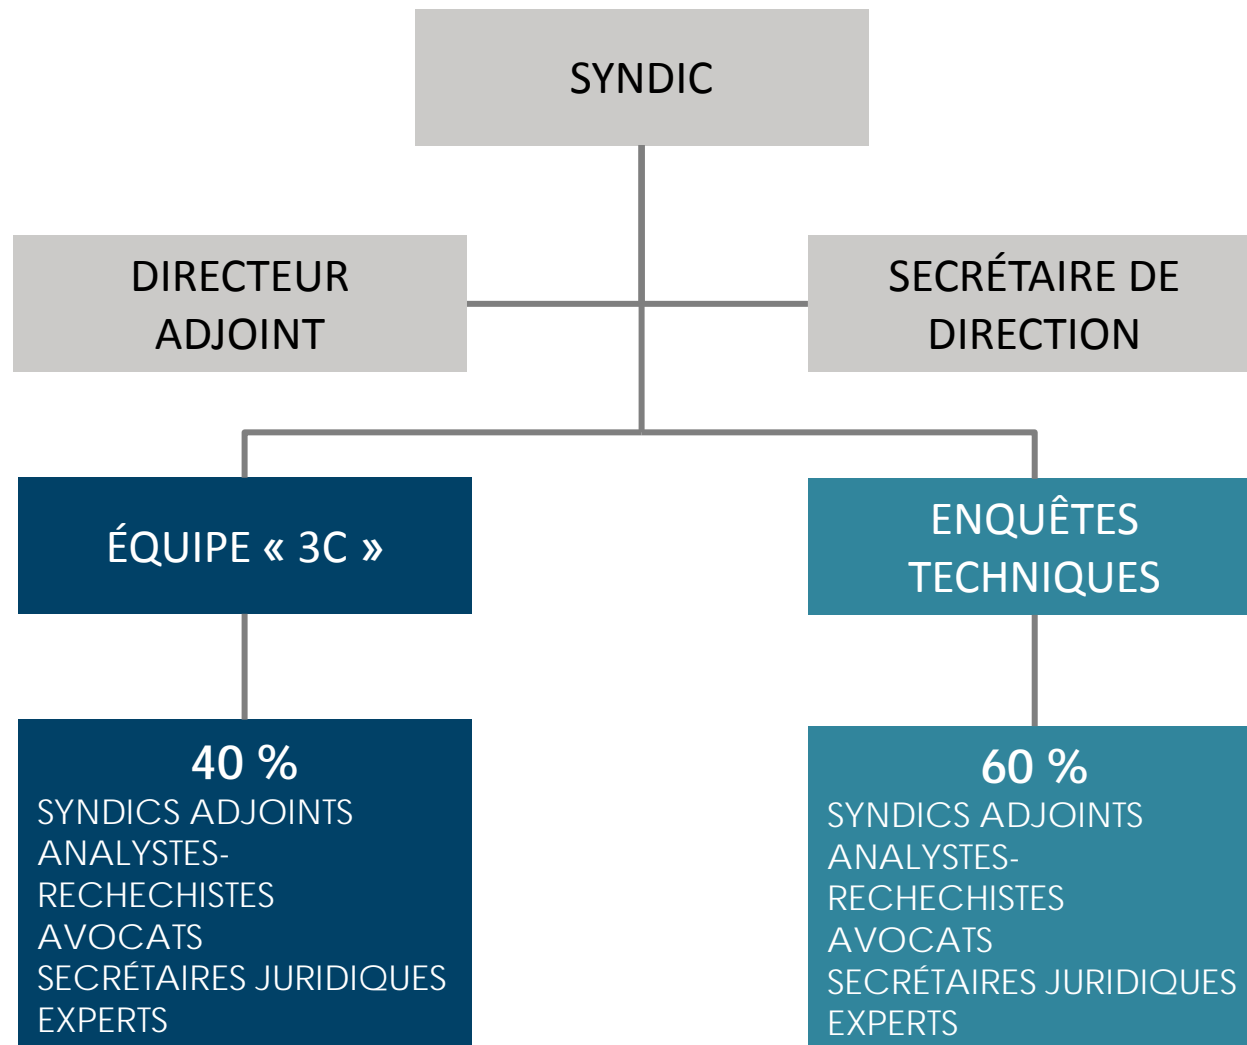 SYNDIC
DIRECTEUR
ADJOINT
SECRÉTAIRE DE
DIRECTION
ÉQUIPE « 3C »
ENQUÊTES
TECHNIQUES
40 %
SYNDICS ADJOINTS
ANALYSTES-
RECHECHISTES
AVOCATS
SECRÉTAIRES JURIDIQUES
EXPERTS
60 %
SYNDICS ADJOINTS
ANALYSTES-
RECHECHISTES
AVOCATS
SECRÉTAIRES JURIDIQUES
EXPERTS